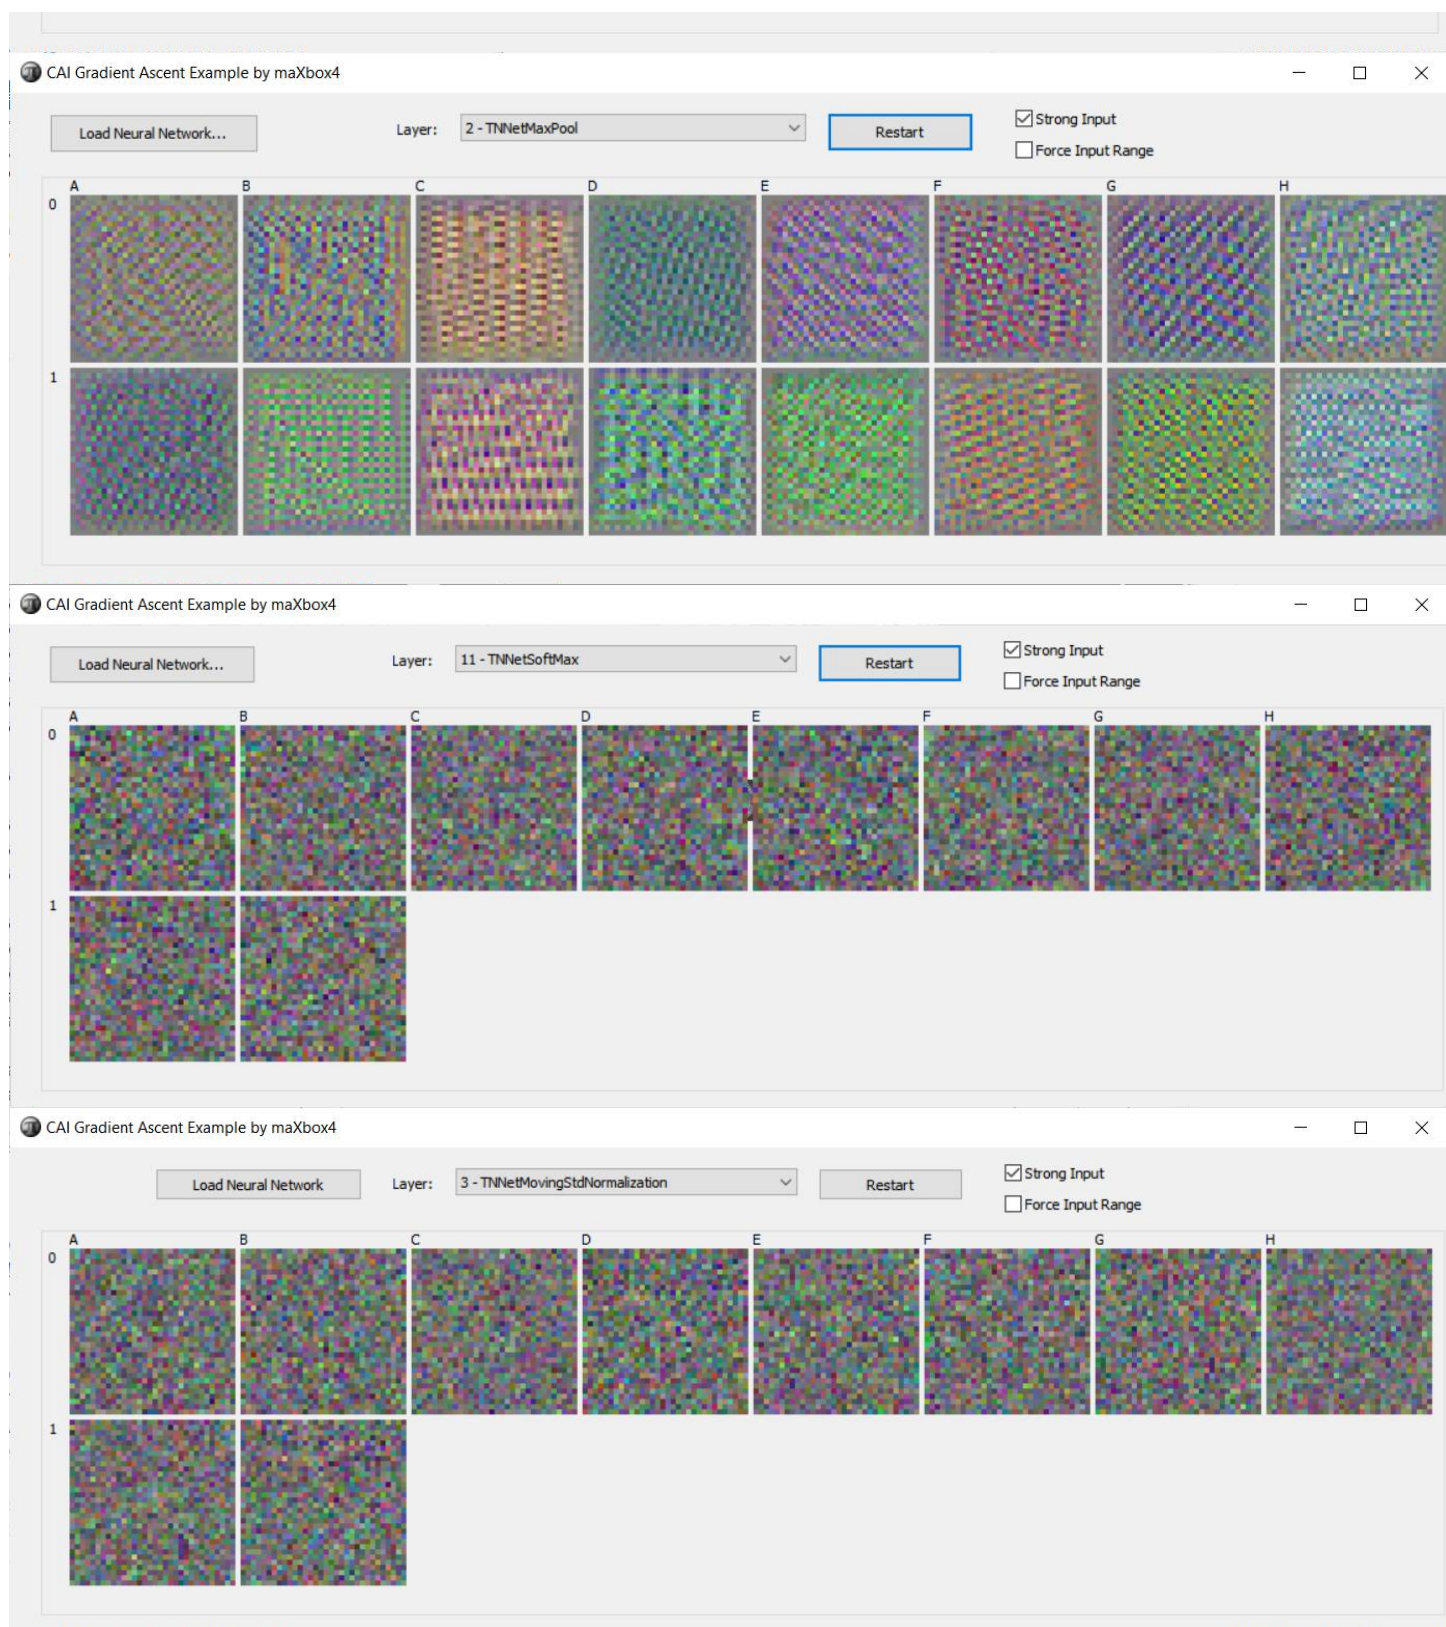 CAI Gradient Ascent Example by maXbox4
Load Neural Network... Layer: 2 - TNNetMaxPool Restart Strong Input
Force Input Range
A B C D E F G H
0
1
CAI Gradient Ascent Example by maXbox4
Load Neural Network... Layer: 11 - TNNetSoftMax Restart Strong Input
Force Input Range
A B C D E F G H
0
1
CAI Gradient Ascent Example by maXbox4
Load Neural Network Layer: 3 - TNNetMovingStdNormalization Restart Strong Input
Force Input Range
A B C D E F G H
0
1